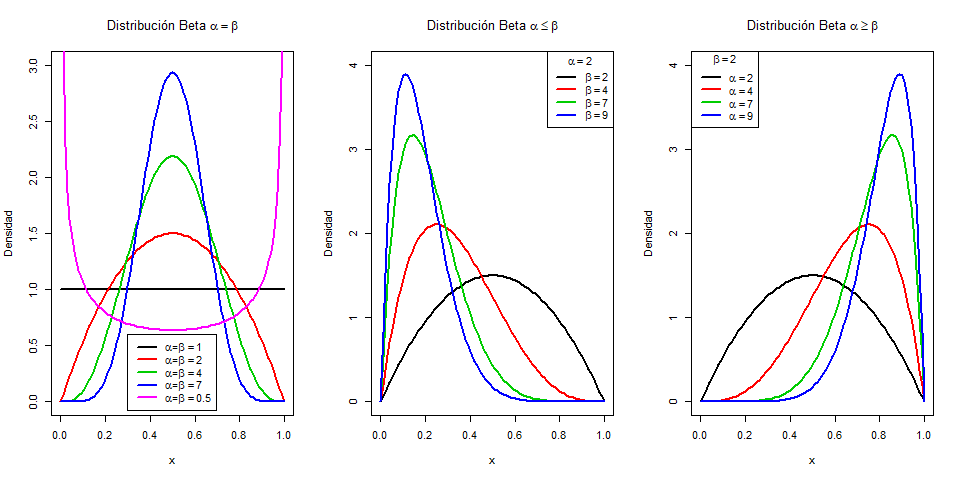 Distribución Beta α = β
Densidad
3.0
2.5
2.0
1.5
1.0
0.5
0.0
α=β = 1
α=β = 2
α=β = 4
α=β = 7
α=β = 0.5
0.0 0.2 0.4 0.6 0.8 1.0
x
Distribución Beta α ≤ β
Densidad
4
3
2
1
0
α = 2
β = 2
β = 4
β = 7
β = 9
0.0 0.2 0.4 0.6 0.8 1.0
x
Distribución Beta α ≥ β
Densidad
4
3
2
1
0
β = 2
α = 2
α = 4
α = 7
α = 9
0.0 0.2 0.4 0.6 0.8 1.0
x